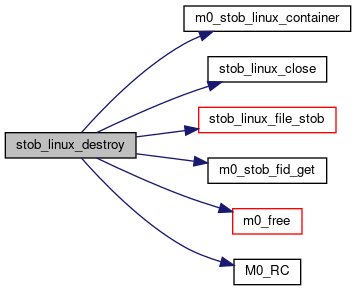 m0_stob_linux_container
stob_linux_close
stob_linux_file_stob
stob_linux_destroy
m0_stob_fid_get
m0_free
M0_RC